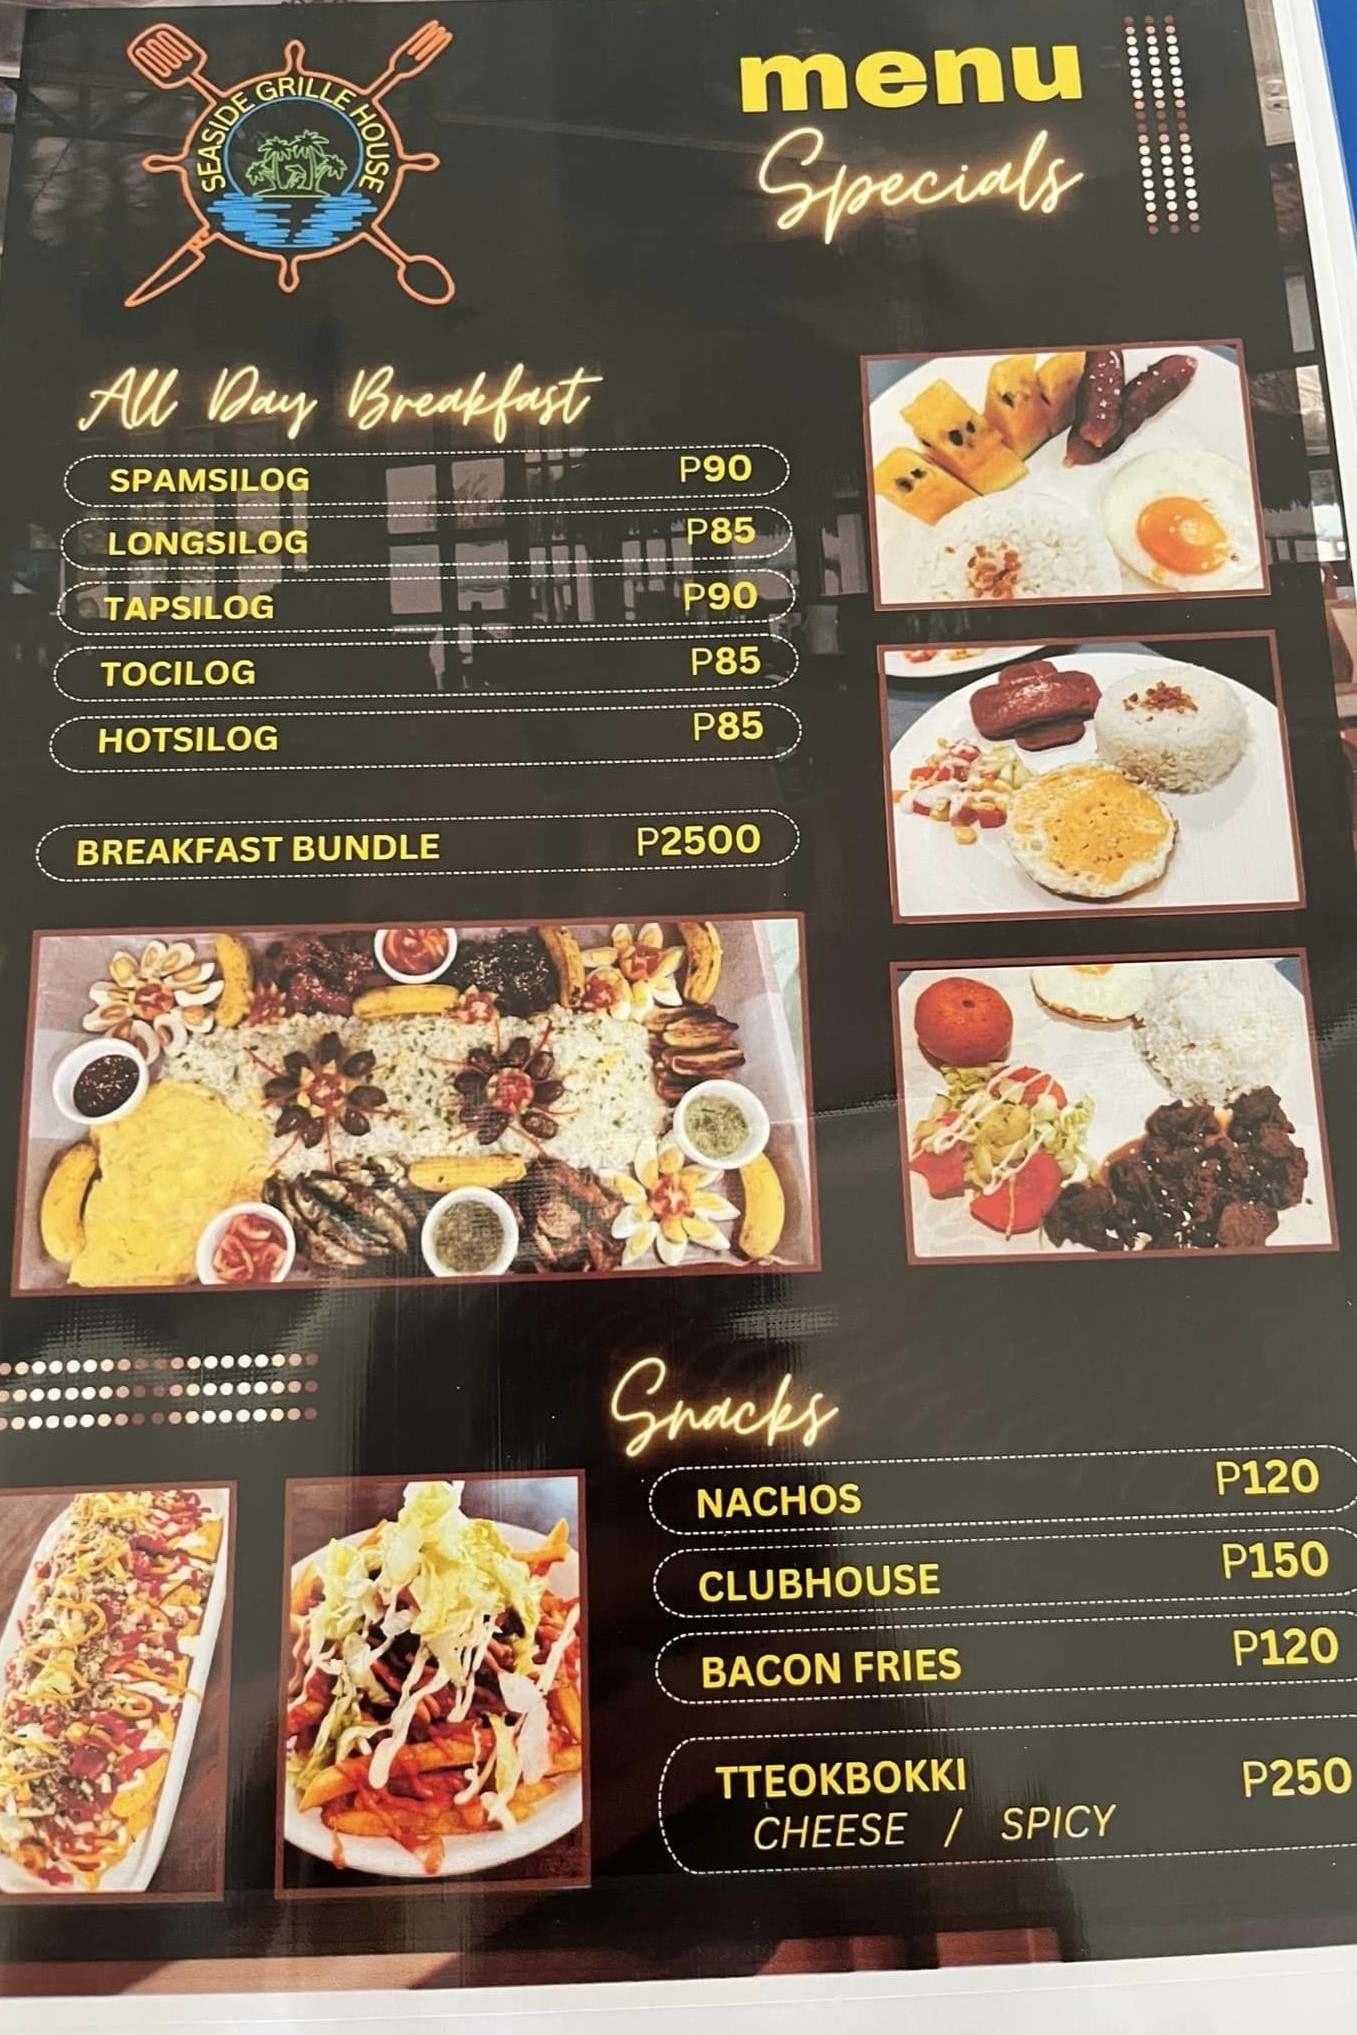 SEASIDE GRILLE HOUSE
menu
Specials
All Day Breakfast
SPAMSILOG P90
LONGSILOG P85
TAPSILOG P90
TOCILOG P85
HOTSILOG P85
BREAKFAST BUNDLE P2500
Snacks
NACHOS P120
CLUBHOUSE P150
BACON FRIES P120
TTEOKBOKKI P250
CHEESE / SPICY